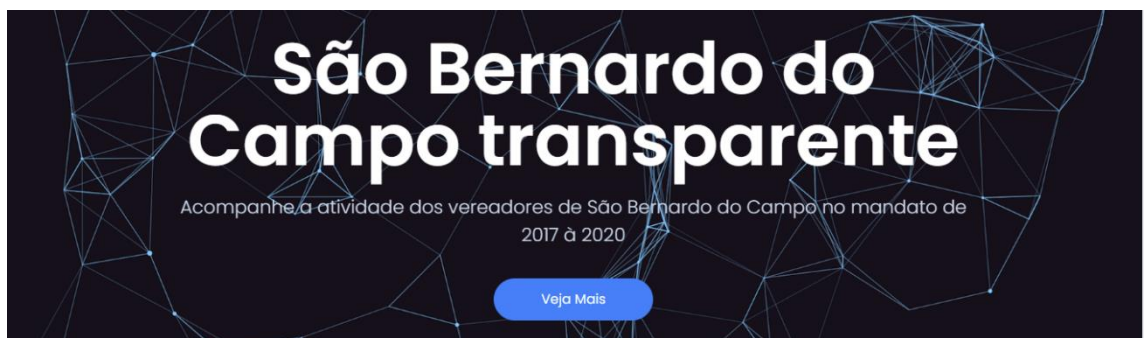 São Bernardo do
Campo transparente
Acompanhe a atividade dos vereadores de São Bernardo do Campo no mandato de
2017 à 2020
Veja Mais